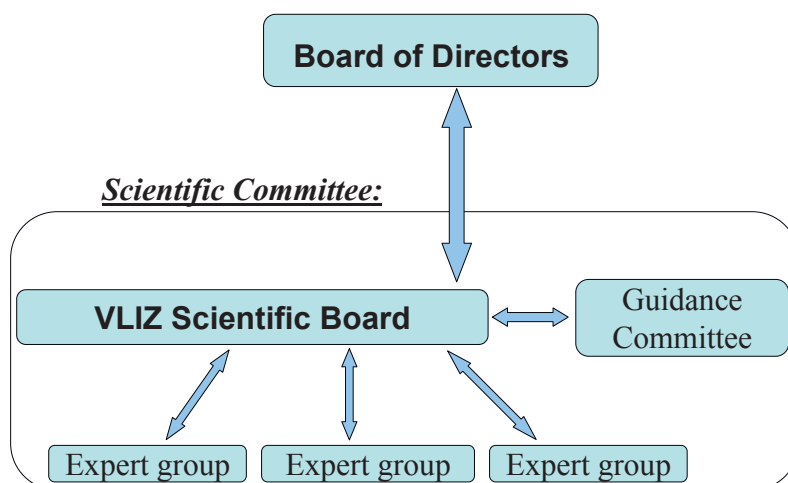 Board of Directors
Scientific Committee:
VLIZ Scientific Board
Guidance
Committee
Expert group
Expert group
Expert group